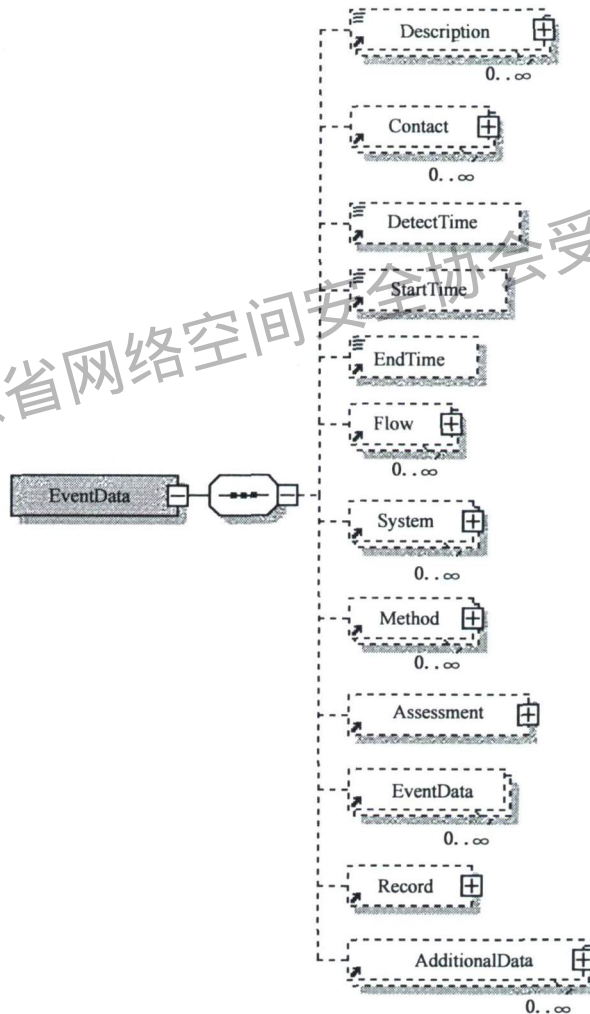 Description
0..∞
Contact
0..∞
DetectTime
StartTime
EndTime
Flow
0..∞
EventData
System
0..∞
Method
0..∞
Assessment
EventData
0..∞
Record
AdditionalData
0..∞
省网络空间安全协会受